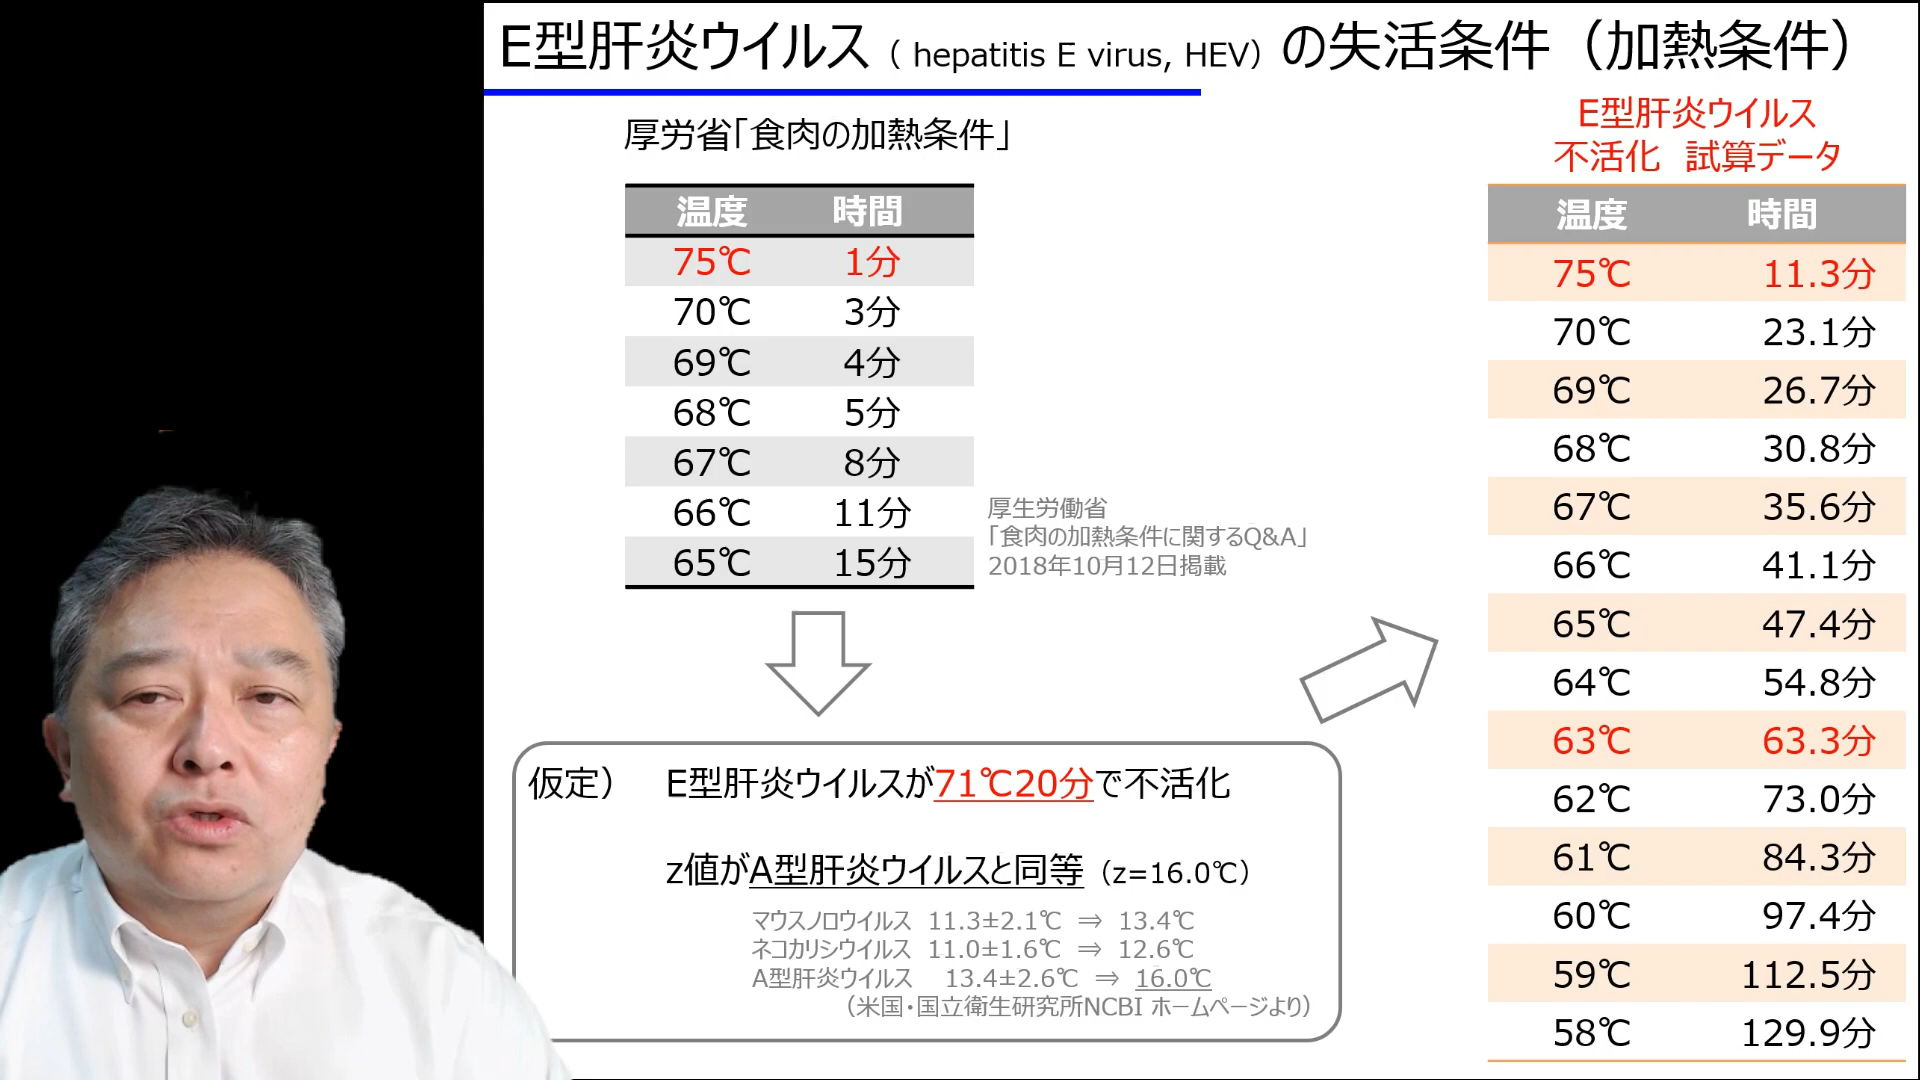 E型肝炎ウイルス（ hepatitis E virus, HEV）の失活条件（加熱条件）
厚労省「食肉の加熱条件」
温度 時間
75℃ 1分
70℃ 3分
69℃ 4分
68℃ 5分
67℃ 8分
66℃ 11分
65℃ 15分
厚生労働省
「食肉の加熱条件に関するQ&A」
2018年10月12日掲載
仮定） E型肝炎ウイルスが71℃20分で不活化
z値がA型肝炎ウイルスと同等（z=16.0℃）
マウスノロウイルス 11.3±2.1℃ ⇒ 13.4℃
ネコカリシウイルス 11.0±1.6℃ ⇒ 12.6℃
A型肝炎ウイルス 13.4±2.6℃ ⇒ 16.0℃
（米国・国立衛生研究所NCBI ホームページより）
E型肝炎ウイルス
不活化 試算データ
温度 時間
75℃ 11.3分
70℃ 23.1分
69℃ 26.7分
68℃ 30.8分
67℃ 35.6分
66℃ 41.1分
65℃ 47.4分
64℃ 54.8分
63℃ 63.3分
62℃ 73.0分
61℃ 84.3分
60℃ 97.4分
59℃ 112.5分
58℃ 129.9分